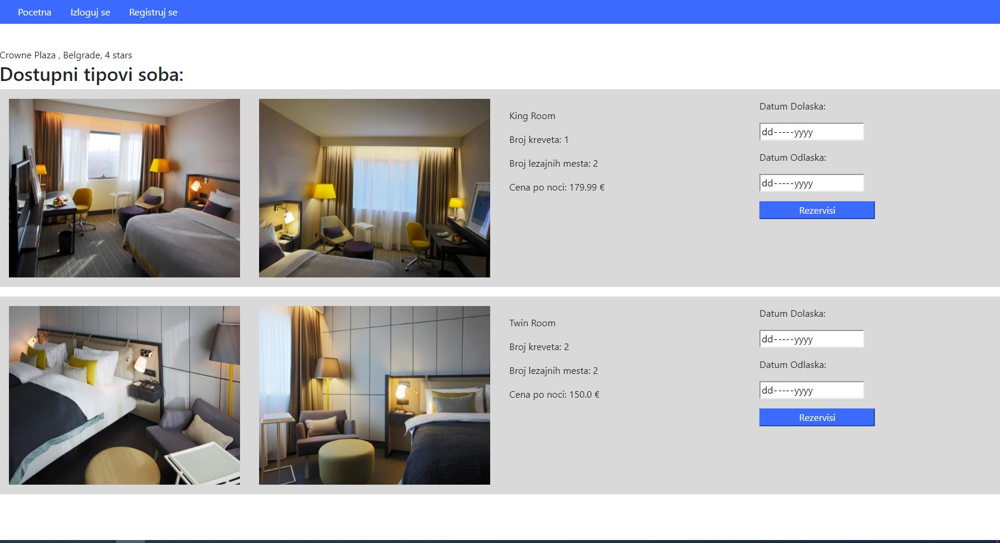 Pocetna Izloguj se Registruj se
Crowne Plaza , Belgrade, 4 stars
Dostupni tipovi soba:
King Room
Broj kreveta: 1
Broj lezajnih mesta: 2
Cena po noci: 179.99 €
Datum Dolaska:
dd-----yyyy
Datum Odlaska:
dd-----yyyy
Rezervisi
Twin Room
Broj kreveta: 2
Broj lezajnih mesta: 2
Cena po noci: 150.0 €
Datum Dolaska:
dd-----yyyy
Datum Odlaska:
dd-----yyyy
Rezervisi